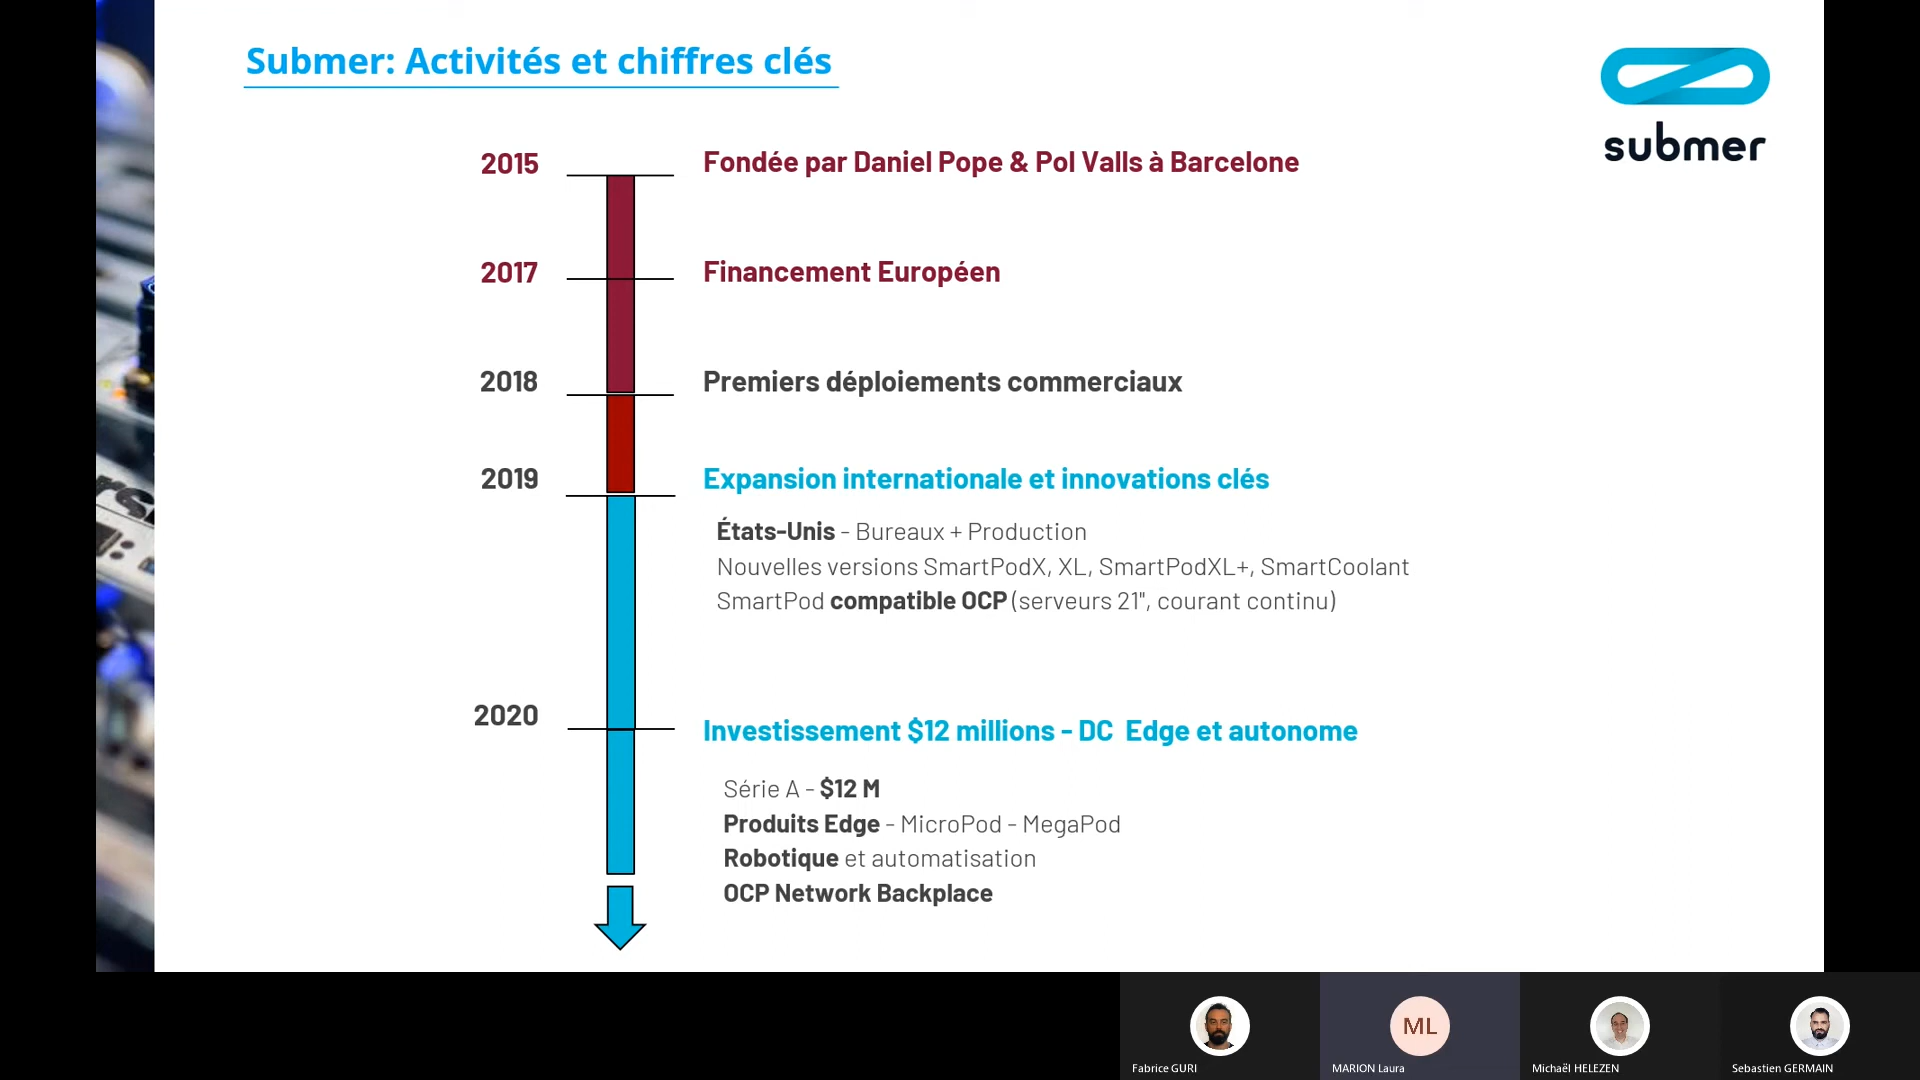 Submer: Activités et chiffres clés
submer
2015
Fondée par Daniel Pope & Pol Valls à Barcelone
2017
Financement Européen
2018
Premiers déploiements commerciaux
2019
Expansion internationale et innovations clés
États-Unis - Bureaux + Production
Nouvelles versions SmartPodX, XL, SmartPodXL+, SmartCoolant
SmartPod compatible OCP (serveurs 21", courant continu)
2020
Investissement $12 millions - DC Edge et autonome
Série A - $12 M
Produits Edge - MicroPod - MegaPod
Robotique et automatisation
OCP Network Backplace
ML
Fabrice GURI
MARION Laura
Michaël HELEZEN
Sebastien GERMAIN